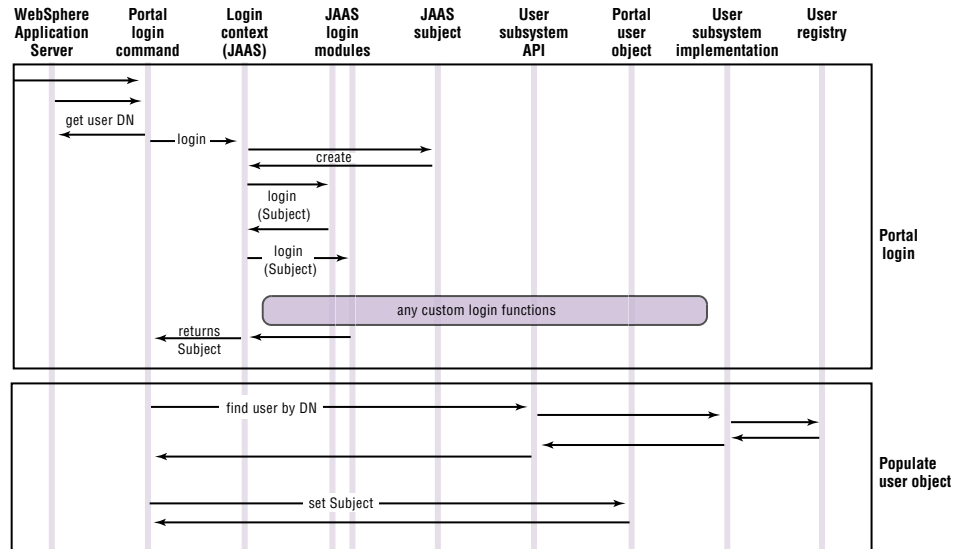 WebSphere
Application
Server
Portal
login
command
Login
context
(JAAS)
JAAS
login
modules
JAAS
subject
User
subsystem
API
Portal
user
object
User
subsystem
implementation
User
registry
get user DN
login
create
login
(Subject)
login
(Subject)
Portal
login
any custom login functions
returns
Subject
find user by DN
Populate
user object
set Subject